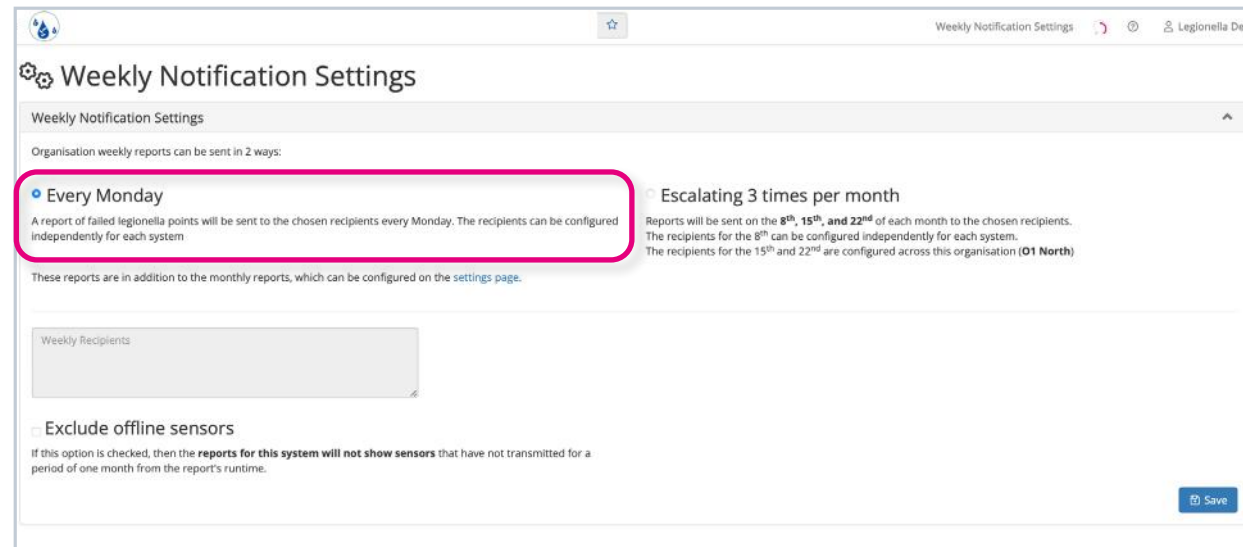 Weekly Notification Settings
Legionella De
Weekly Notification Settings
Weekly Notification Settings
Organisation weekly reports can be sent in 2 ways:
Every Monday
A report of failed legionella points will be sent to the chosen recipients every Monday. The recipients can be configured
independently for each system
Escalating 3 times per month
Reports will be sent on the 8th, 15th, and 22nd of each month to the chosen recipients.
The recipients for the 8th can be configured independently for each system.
The recipients for the 15th and 22nd are configured across this organisation (O1 North)
These reports are in addition to the monthly reports, which can be configured on the settings page.
Weekly Recipients
Exclude offline sensors
If this option is checked, then the reports for this system will not show sensors that have not transmitted for a
period of one month from the report's runtime.
Save